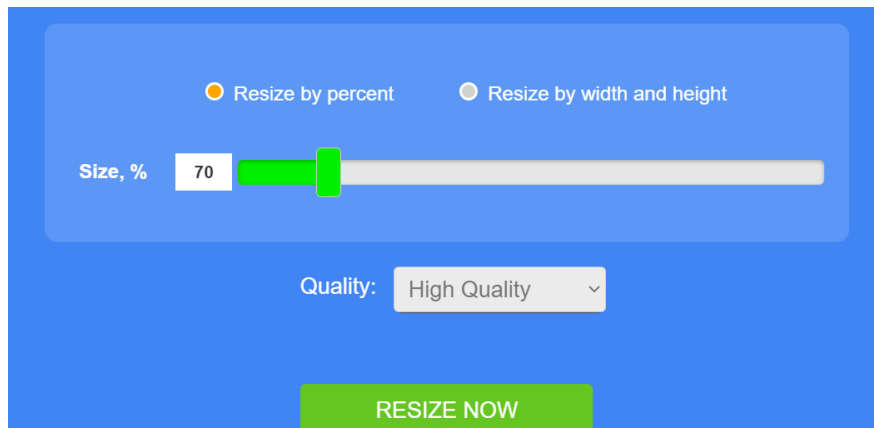 Resize by percent Resize by width and height
Size, % 70
Quality: High Quality
RESIZE NOW